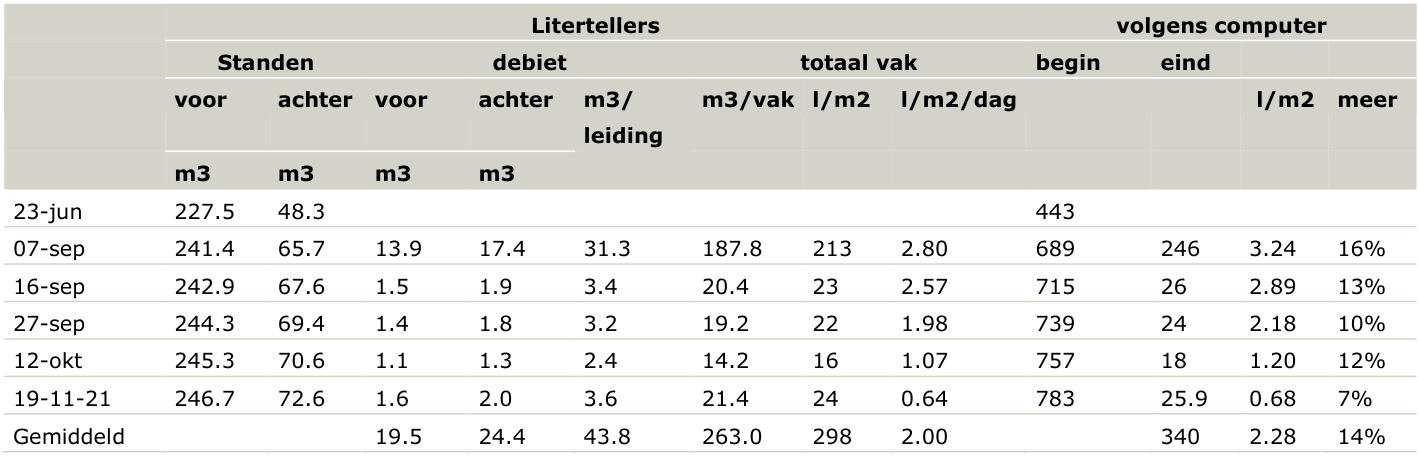 Litertellers volgens computer
Standen debiet totaal vak begin eind
voor achter voor achter m3/ m3/vak l/m2 l/m2/dag l/m2 meer
leiding
m3 m3 m3 m3
23-jun 227.5 48.3 443
07-sep 241.4 65.7 13.9 17.4 31.3 187.8 213 2.80 689 246 3.24 16%
16-sep 242.9 67.6 1.5 1.9 3.4 20.4 23 2.57 715 26 2.89 13%
27-sep 244.3 69.4 1.4 1.8 3.2 19.2 22 1.98 739 24 2.18 10%
12-okt 245.3 70.6 1.1 1.3 2.4 14.2 16 1.07 757 18 1.20 12%
19-11-21 246.7 72.6 1.6 2.0 3.6 21.4 24 0.64 783 25.9 0.68 7%
Gemiddeld 19.5 24.4 43.8 263.0 298 2.00 340 2.28 14%